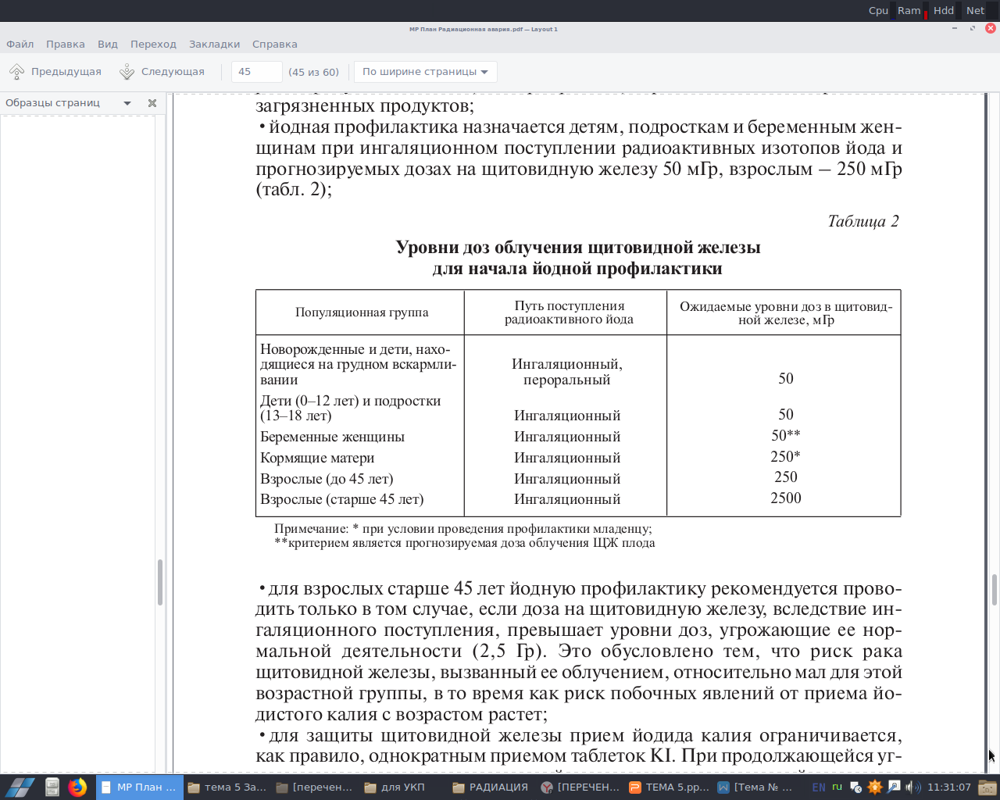 Cpu Ram Hdd Net
МР План Радиационная авария.pdf — Layout 1
Файл Правка Вид Переход Закладки Справка
Предыдущая Следующая 45 (45 из 60) По ширине страницы
Образцы страниц
загрязненных продуктов;
• йодная профилактика назначается детям, подросткам и беременным жен-
щинам при ингаляционном поступлении радиоактивных изотопов йода и
прогнозируемых дозах на щитовидную железу 50 мГр, взрослым – 250 мГр
(табл. 2);
Таблица 2
Уровни доз облучения щитовидной железы
для начала йодной профилактики
Популяционная группа
Путь поступления
радиоактивного йода
Ожидаемые уровни доз в щитовид-
ной железе, мГр
Новорожденные и дети, нахо-
дящиеся на грудном вскармли-
вании
Ингаляционный,
пероральный
50
Дети (0–12 лет) и подростки
(13–18 лет)
Ингаляционный
50
Беременные женщины Ингаляционный 50**
Кормящие матери Ингаляционный 250*
Взрослые (до 45 лет) Ингаляционный 250
Взрослые (старше 45 лет) Ингаляционный 2500
Примечание: * при условии проведения профилактики младенцу;
**критерием является прогнозируемая доза облучения ЩЖ плода
• для взрослых старше 45 лет йодную профилактику рекомендуется прово-
дить только в том случае, если доза на щитовидную железу, вследствие ин-
галяционного поступления, превышает уровни доз, угрожающие ее нор-
мальной деятельности (2,5 Гр). Это обусловлено тем, что риск рака
щитовидной железы, вызванный ее облучением, относительно мал для этой
возрастной группы, в то время как риск побочных явлений от приема йо-
дистого калия с возрастом растет;
• для защиты щитовидной железы прием йодида калия ограничивается,
как правило, однократным приемом таблеток KI. При продолжающейся уг-
МР План ... тема 5 За... [перечен... для УКП РАДИАЦИЯ [ПЕРЕЧЕН... ТЕМА 5.pp... [Тема № ... EN ru 11:31:07